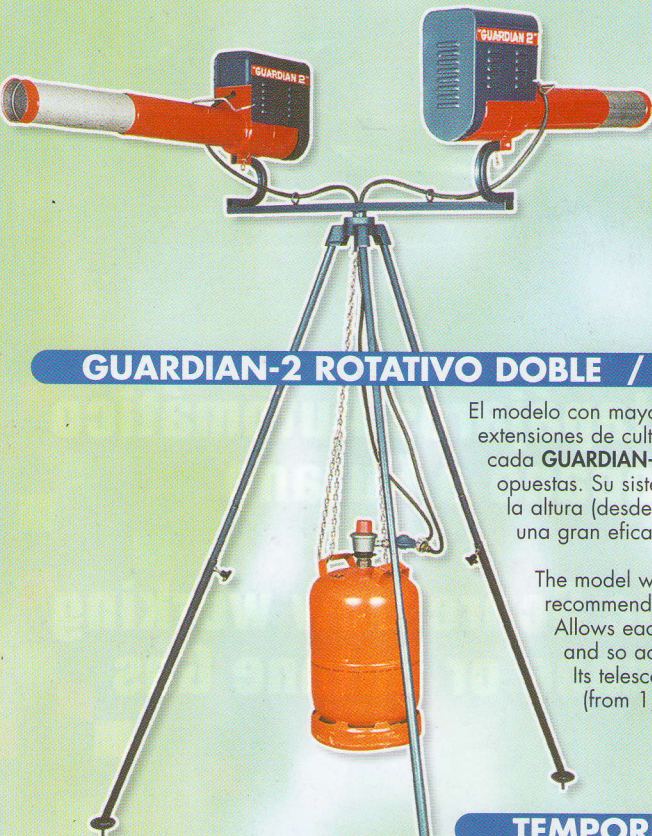 "GUARDIAN 2"
"GUARDIAN 2"
GUARDIAN-2 ROTATIVO DOBLE /
El modelo con mayo
extensiones de cult
cada GUARDIAN-
opuestas. Su siste
la altura (desde
una gran efica
The model w
recommend
Allows eac
and so ac
Its telesc
(from 1
TEMPOR